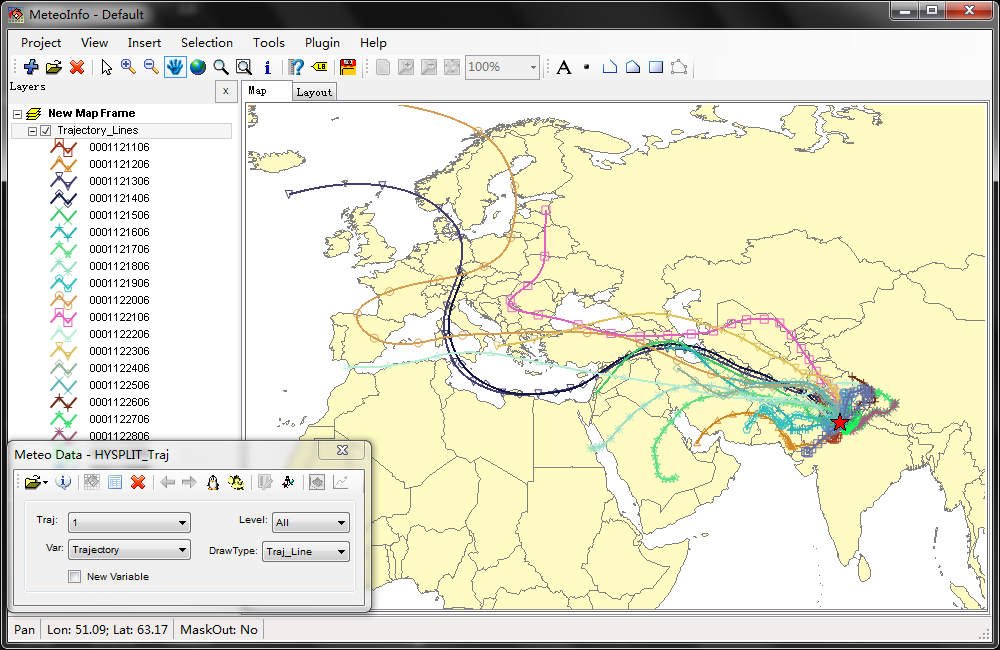 MeteoInfo - Default
Project View Insert Selection Tools Plugin Help
LB 100% A
Layers x Map Layout
New Map Frame
Trajectory_Lines
0001121106
0001121206
0001121306
0001121406
0001121506
0001121606
0001121706
0001121806
0001121906
0001122006
0001122106
0001122206
0001122306
0001122406
0001122506
0001122606
0001122706
0001122806
Meteo Data - HYSPLIT_Traj
Traj: 1 Level: All
Var: Trajectory DrawType: Traj_Line
New Variable
Pan Lon: 51.09; Lat: 63.17 MaskOut: No